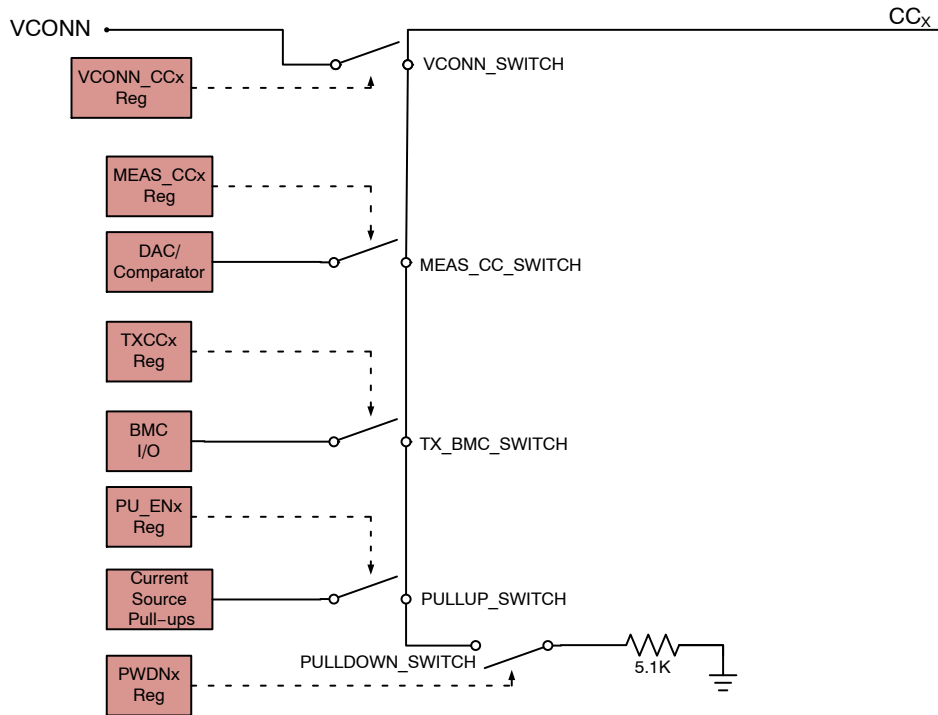 VCONN
CCX
VCONN_CCx
Reg
VCONN_SWITCH
MEAS_CCx
Reg
DAC/
Comparator
MEAS_CC_SWITCH
TXCCx
Reg
BMC
I/O
TX_BMC_SWITCH
PU_ENx
Reg
Current
Source
Pull−ups
PULLUP_SWITCH
PULLDOWN_SWITCH
5.1K
PWDNx
Reg